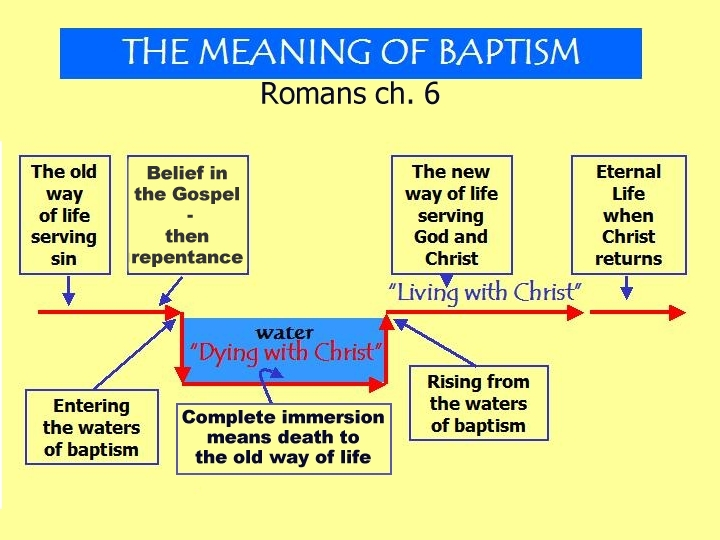 THE MEANING OF BAPTISM
Romans ch. 6
The old
way
of life
serving
sin
Belief in
the Gospel
-
then
repentance
The new
way of life
serving
God and
Christ
Eternal
Life
when
Christ
returns
“Living with Christ”
water
“Dying with Christ”
Entering
the waters
of baptism
Complete immersion
means death to
the old way of life
Rising from
the waters
of baptism